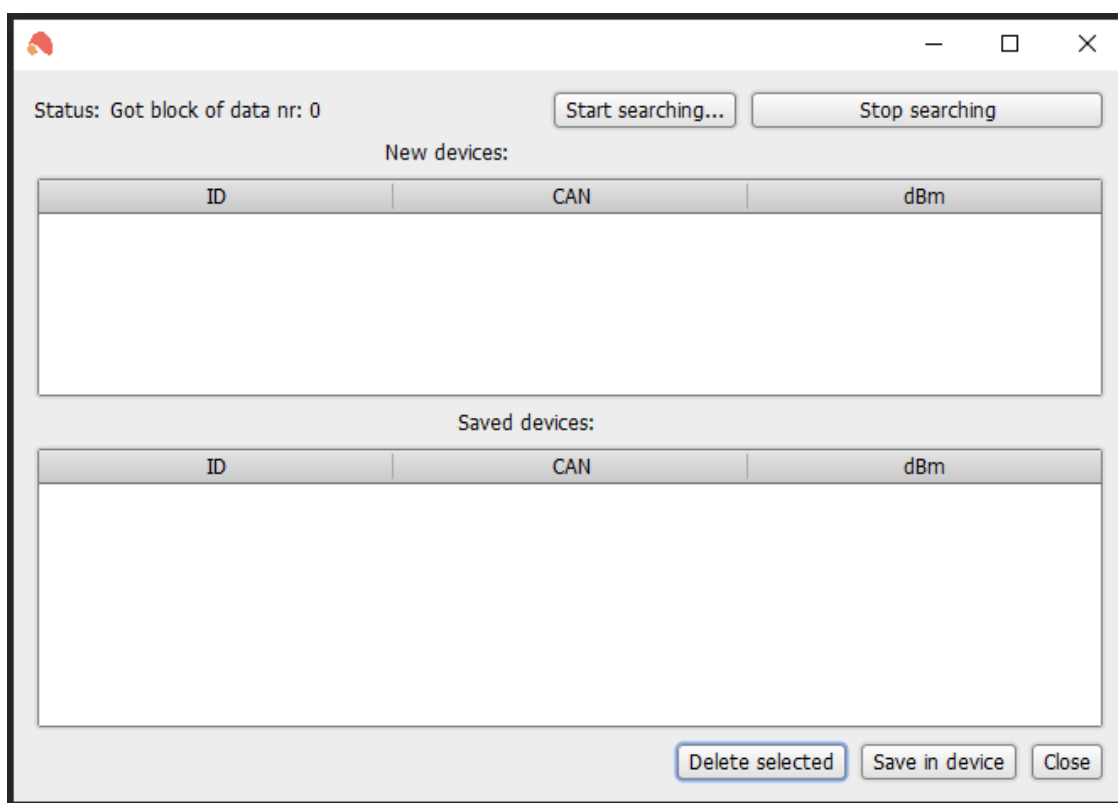 Status: Got block of data nr: 0 Start searching... Stop searching
New devices:
ID CAN dBm
Saved devices:
ID CAN dBm
Delete selected Save in device Close